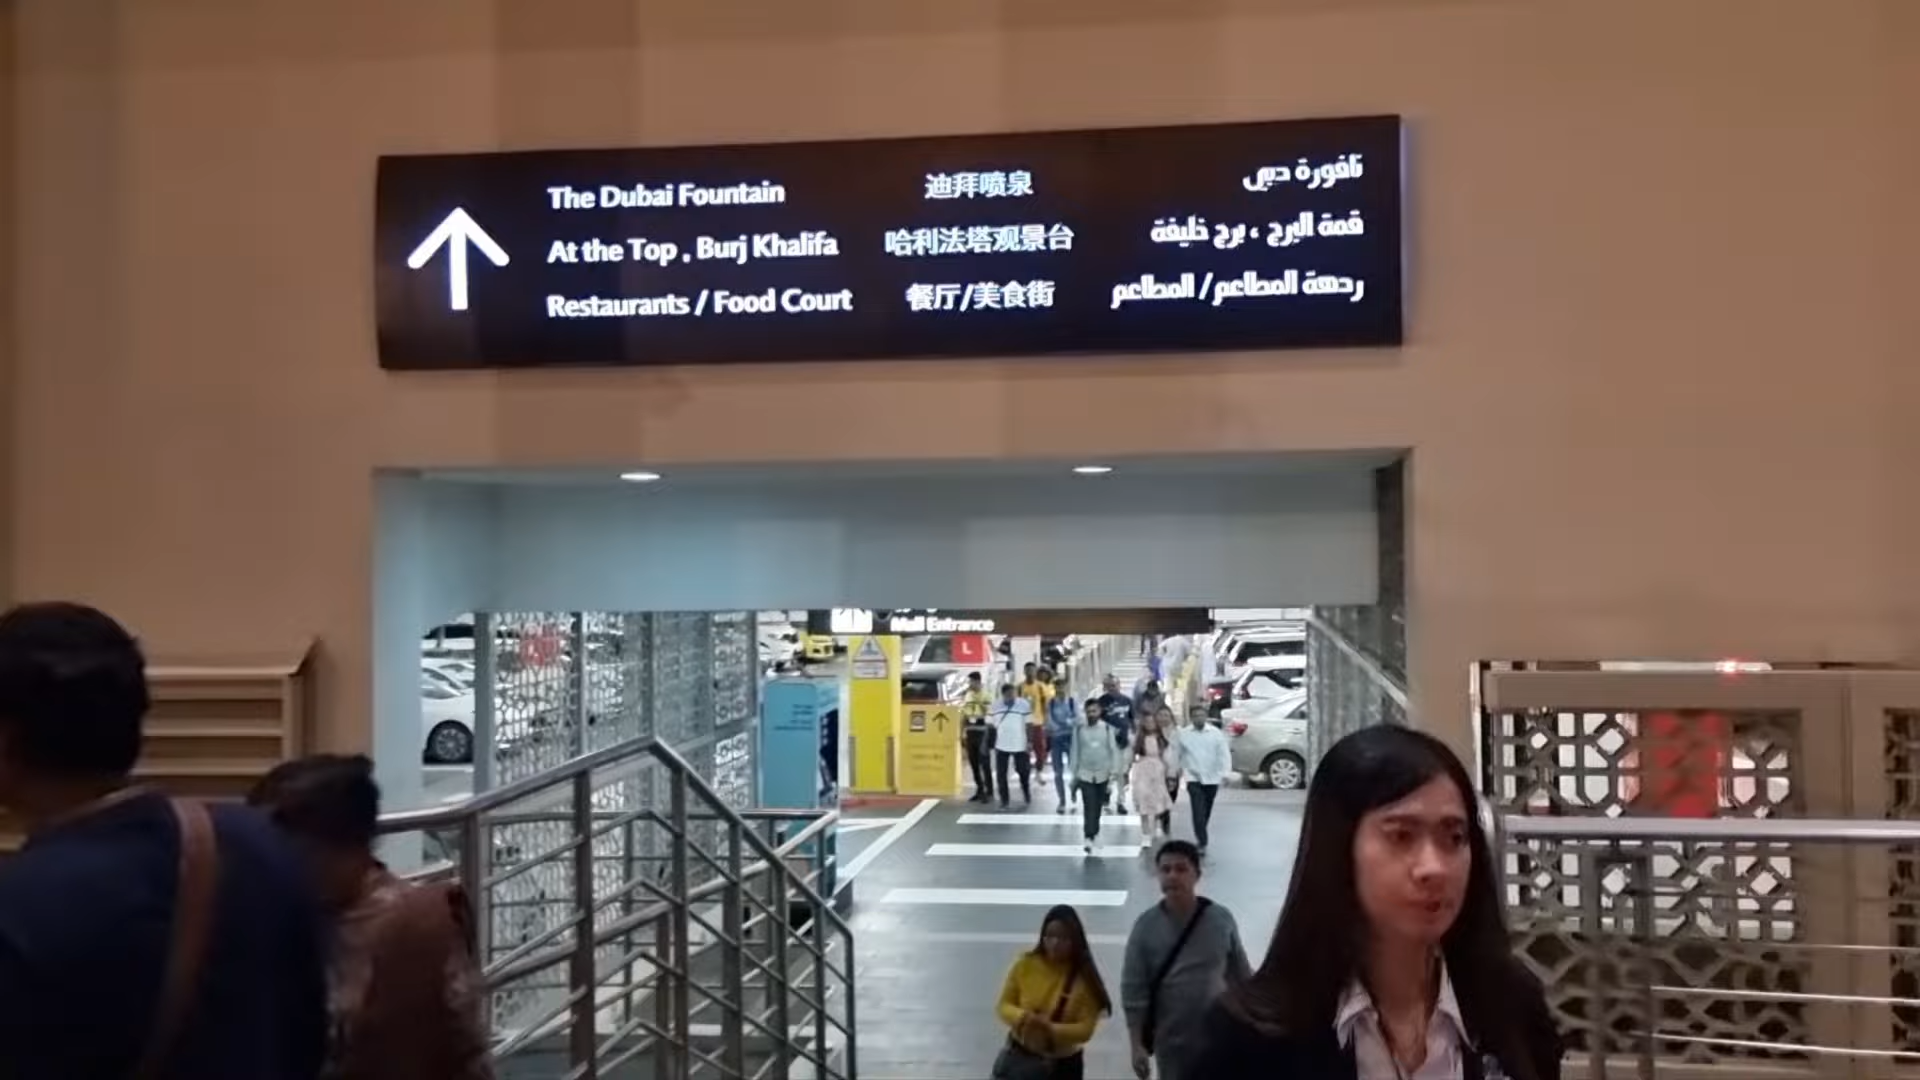 The Dubai Fountain 迪拜喷泉 نافورة دبي
At the Top , Burj Khalifa 哈利法塔观景台 قمة البرج ، برج خليفة
Restaurants / Food Court 餐厅/美食街 ردهة المطاعم/ المطاعم
Mall Entrance
L